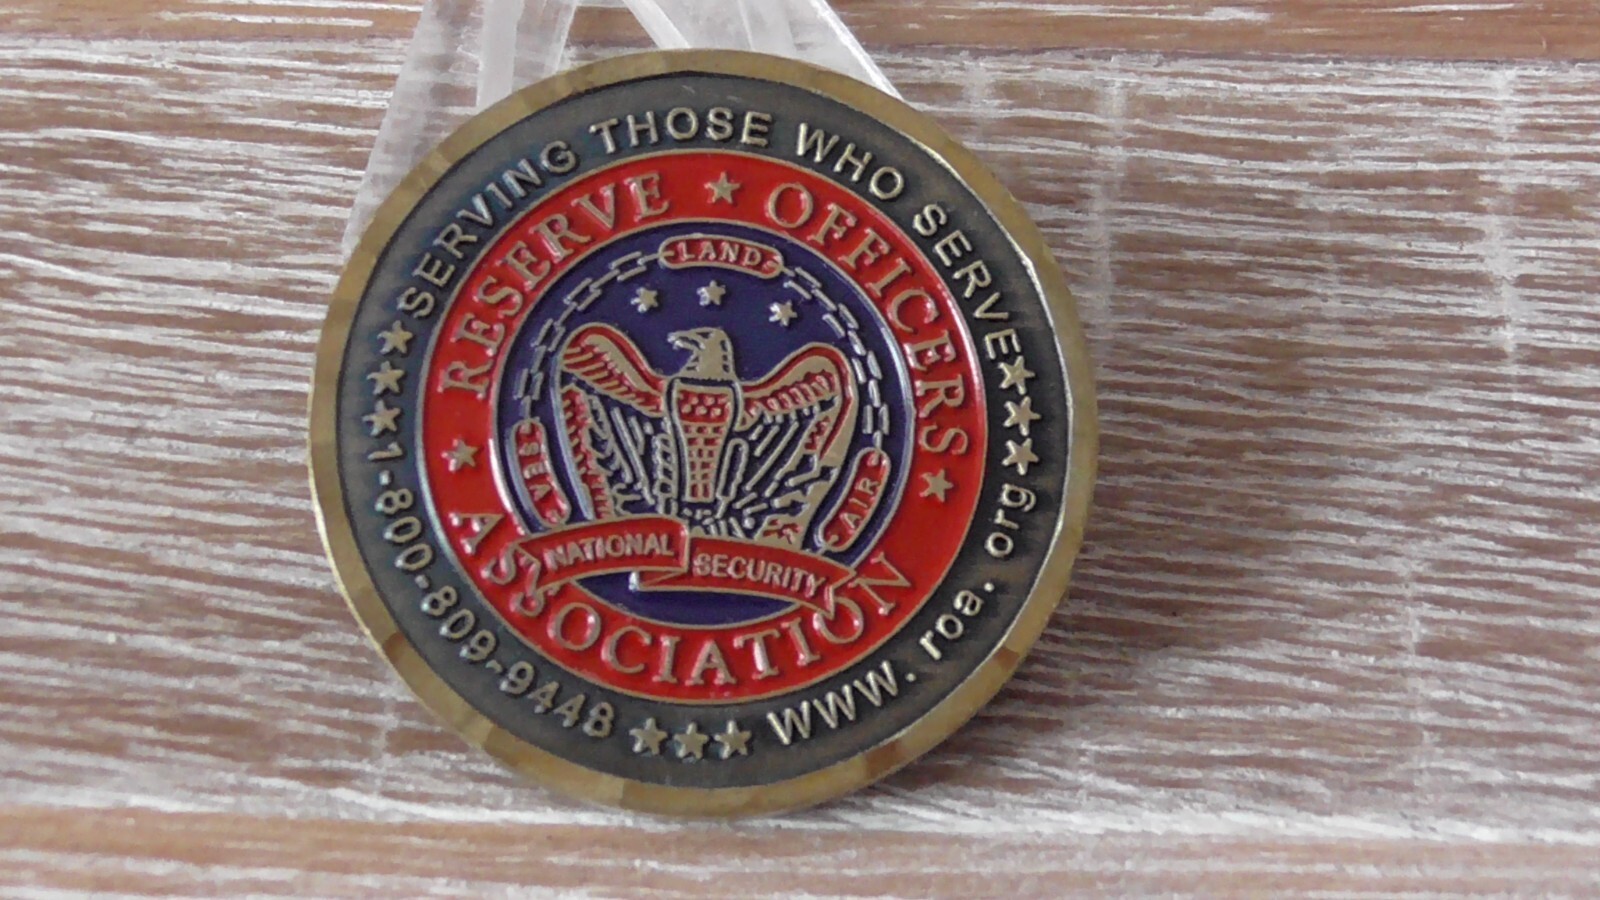 SERVING THOSE WHO SERVE
www. roa. org
1-800-809-9448
RESERVE OFFICERS
ASSOCIATION
LAND
SEA
AIR
NATIONAL SECURITY